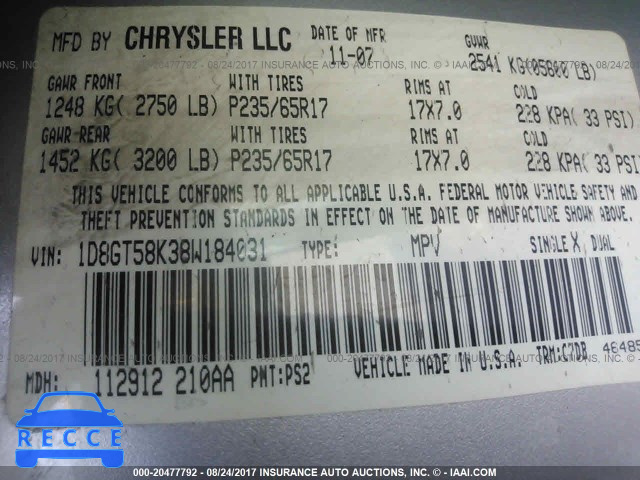 MFD BY CHRYSLER LLC DATE OF MFR 11-07 GVWR 2541 KG(05600 LB)
GAWR FRONT WITH TIRES RIMS AT COLD
1248 KG( 2750 LB) P235/65R17 17X7.0 228 KPA( 33 PSI)
GAWR REAR WITH TIRES RIMS AT COLD
1452 KG( 3200 LB) P235/65R17 17X7.0 228 KPA( 33 PSI
THIS VEHICLE CONFORMS TO ALL APPLICABLE U.S.A. FEDERAL MOTOR VEHICLE SAFETY AND
THEFT PREVENTION STANDARDS IN EFFECT ON THE DATE OF MANUFACTURE SHOWN ABOVE.
VIN: 1D8GT58K38W184031 TYPE: MPV SINGLE X DUAL
MDH: 112912 210AA PNT:PS2 VEHICLE MADE IN U.S.A. TRM:C7DR 4648
RECCE
000-20477792 - 08/24/2017 INSURANCE AUTO AUCTIONS, INC. - © IAAI.COM